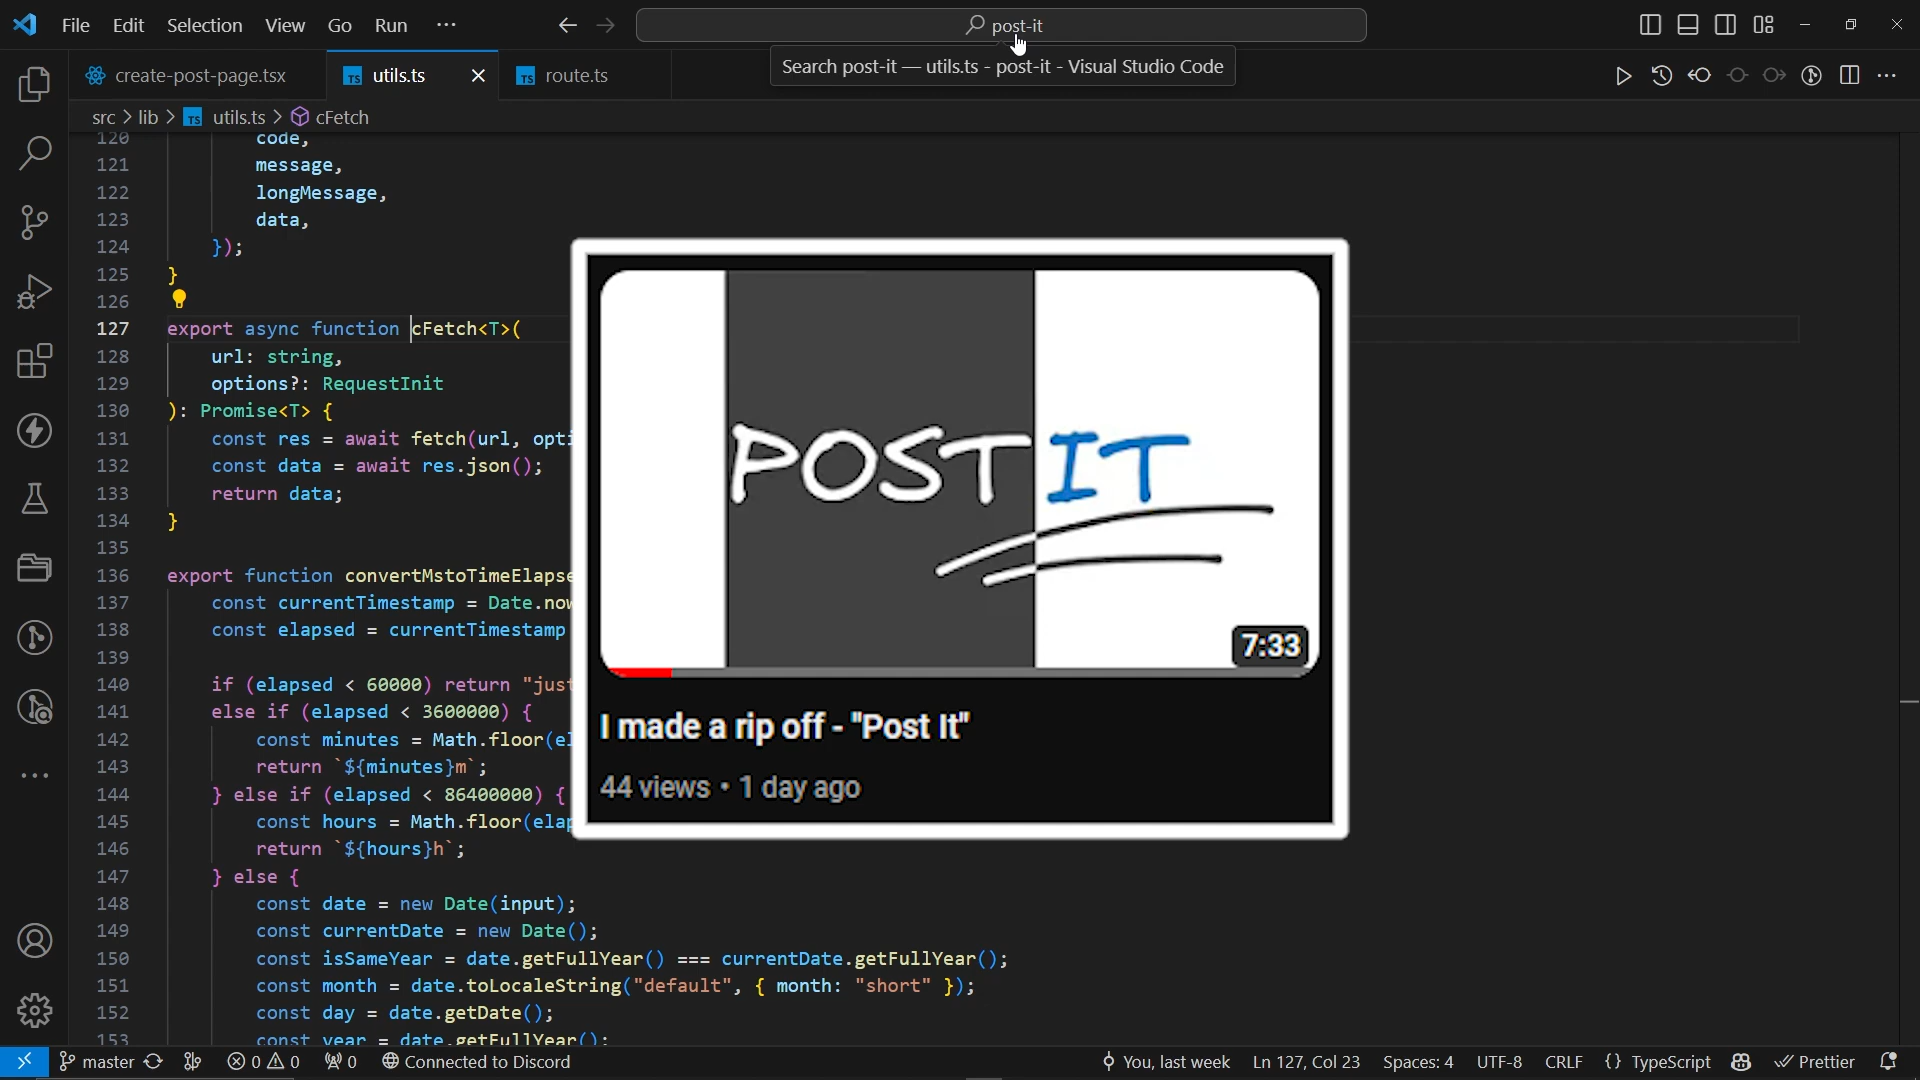 File Edit Selection View Go Run ···
post-it
Search post-it — utils.ts - post-it - Visual Studio Code
create-post-page.tsx
TS utils.ts
TS route.ts
src > lib > TS utils.ts > cFetch
120 code,
121 message,
122 longMessage,
123 data,
124 });
125 }
126
127 export async function cFetch<T>(
128 url: string,
129 options?: RequestInit
130 ): Promise<T> {
131 const res = await fetch(url, opti
132 const data = await res.json();
133 return data;
134 }
135
136 export function convertMstoTimeElapse
137 const currentTimestamp = Date.now
138 const elapsed = currentTimestamp
139
140 if (elapsed < 60000) return "just
141 else if (elapsed < 3600000) {
142 const minutes = Math.floor(el
143 return `${minutes}m`;
144 } else if (elapsed < 86400000) {
145 const hours = Math.floor(elap
146 return `${hours}h`;
147 } else {
148 const date = new Date(input);
149 const currentDate = new Date();
150 const isSameYear = date.getFullYear() === currentDate.getFullYear();
151 const month = date.toLocaleString("default", { month: "short" });
152 const day = date.getDate();
153 const year = date.getFullYear();
POST IT
7:33
I made a rip off - "Post It"
44 views • 1 day ago
master 0 0 0 Connected to Discord
You, last week Ln 127, Col 23 Spaces: 4 UTF-8 CRLF {} TypeScript Prettier